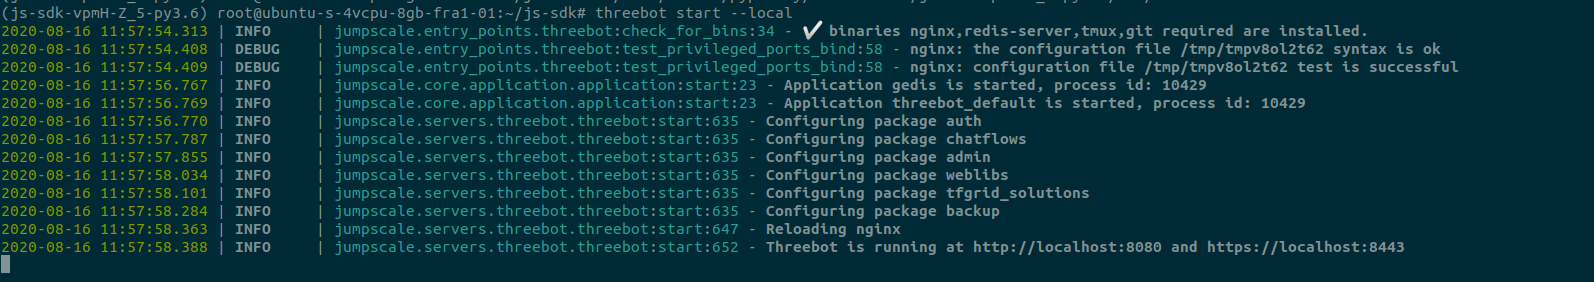 (js-sdk-vpmH-Z_5-py3.6) root@ubuntu-s-4vcpu-8gb-fra1-01:~/js-sdk# threebot start --local
2020-08-16 11:57:54.313 | INFO     | jumpscale.entry_points.threebot:check_for_bins:34 - ✔️ binaries nginx,redis-server,tmux,git required are installed.
2020-08-16 11:57:54.408 | DEBUG    | jumpscale.entry_points.threebot:test_privileged_ports_bind:58 - nginx: the configuration file /tmp/tmpv8ol2t62 syntax is ok
2020-08-16 11:57:54.409 | DEBUG    | jumpscale.entry_points.threebot:test_privileged_ports_bind:58 - nginx: configuration file /tmp/tmpv8ol2t62 test is successful
2020-08-16 11:57:56.767 | INFO     | jumpscale.core.application.application:start:23 - Application gedis is started, process id: 10429
2020-08-16 11:57:56.769 | INFO     | jumpscale.core.application.application:start:23 - Application threebot_default is started, process id: 10429
2020-08-16 11:57:56.770 | INFO     | jumpscale.servers.threebot.threebot:start:635 - Configuring package auth
2020-08-16 11:57:57.787 | INFO     | jumpscale.servers.threebot.threebot:start:635 - Configuring package chatflows
2020-08-16 11:57:57.855 | INFO     | jumpscale.servers.threebot.threebot:start:635 - Configuring package admin
2020-08-16 11:57:58.034 | INFO     | jumpscale.servers.threebot.threebot:start:635 - Configuring package weblibs
2020-08-16 11:57:58.101 | INFO     | jumpscale.servers.threebot.threebot:start:635 - Configuring package tfgrid_solutions
2020-08-16 11:57:58.284 | INFO     | jumpscale.servers.threebot.threebot:start:635 - Configuring package backup
2020-08-16 11:57:58.363 | INFO     | jumpscale.servers.threebot.threebot:start:647 - Reloading nginx
2020-08-16 11:57:58.388 | INFO     | jumpscale.servers.threebot.threebot:start:652 - Threebot is running at http://localhost:8080 and https://localhost:8443